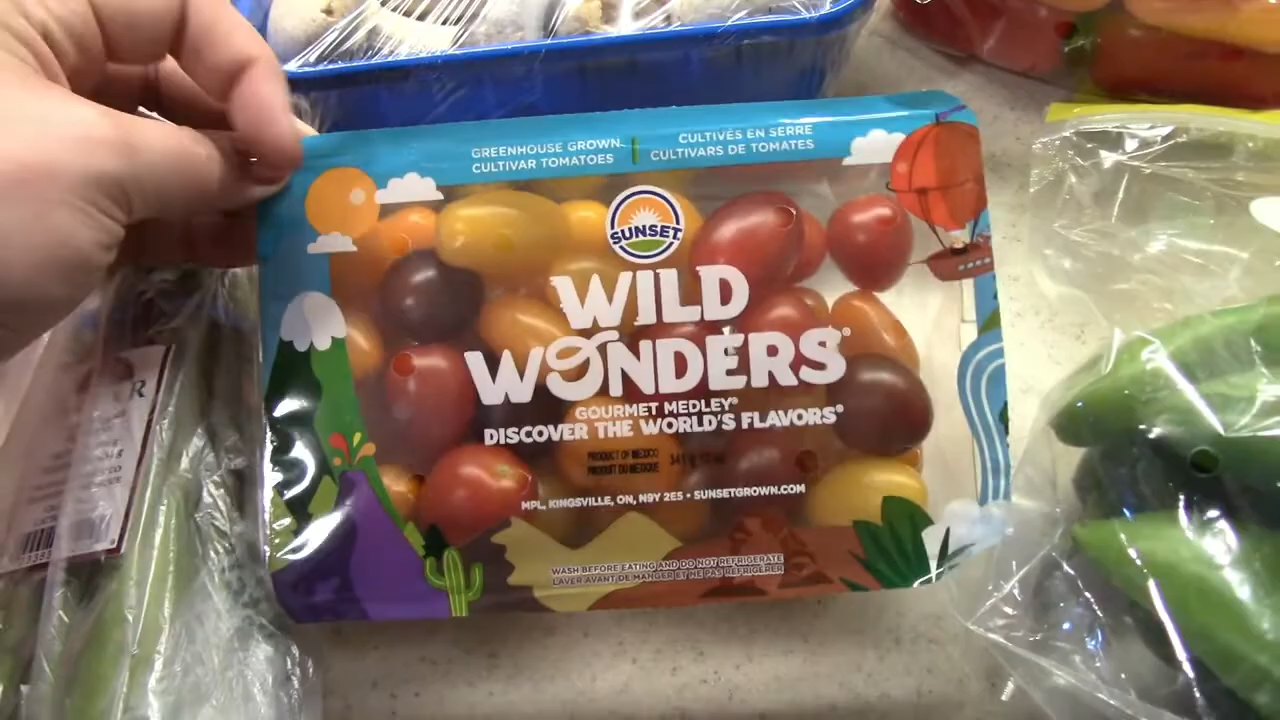 GREENHOUSE GROWN
CULTIVAR TOMATOES
CULTIVÉS EN SERRE
CULTIVARS DE TOMATES
SUNSET
WILD
WONDERS®
GOURMET MEDLEY®
DISCOVER THE WORLD'S FLAVORS®
PRODUCT OF MEXICO
PRODUIT DU MEXIQUE
341 g
MPL, KINGSVILLE, ON, N9Y 2E5 • SUNSETGROWN.COM
WASH BEFORE EATING AND DO NOT REFRIGERATE
LAVER AVANT DE MANGER ET NE PAS RÉFRIGÉRER
R